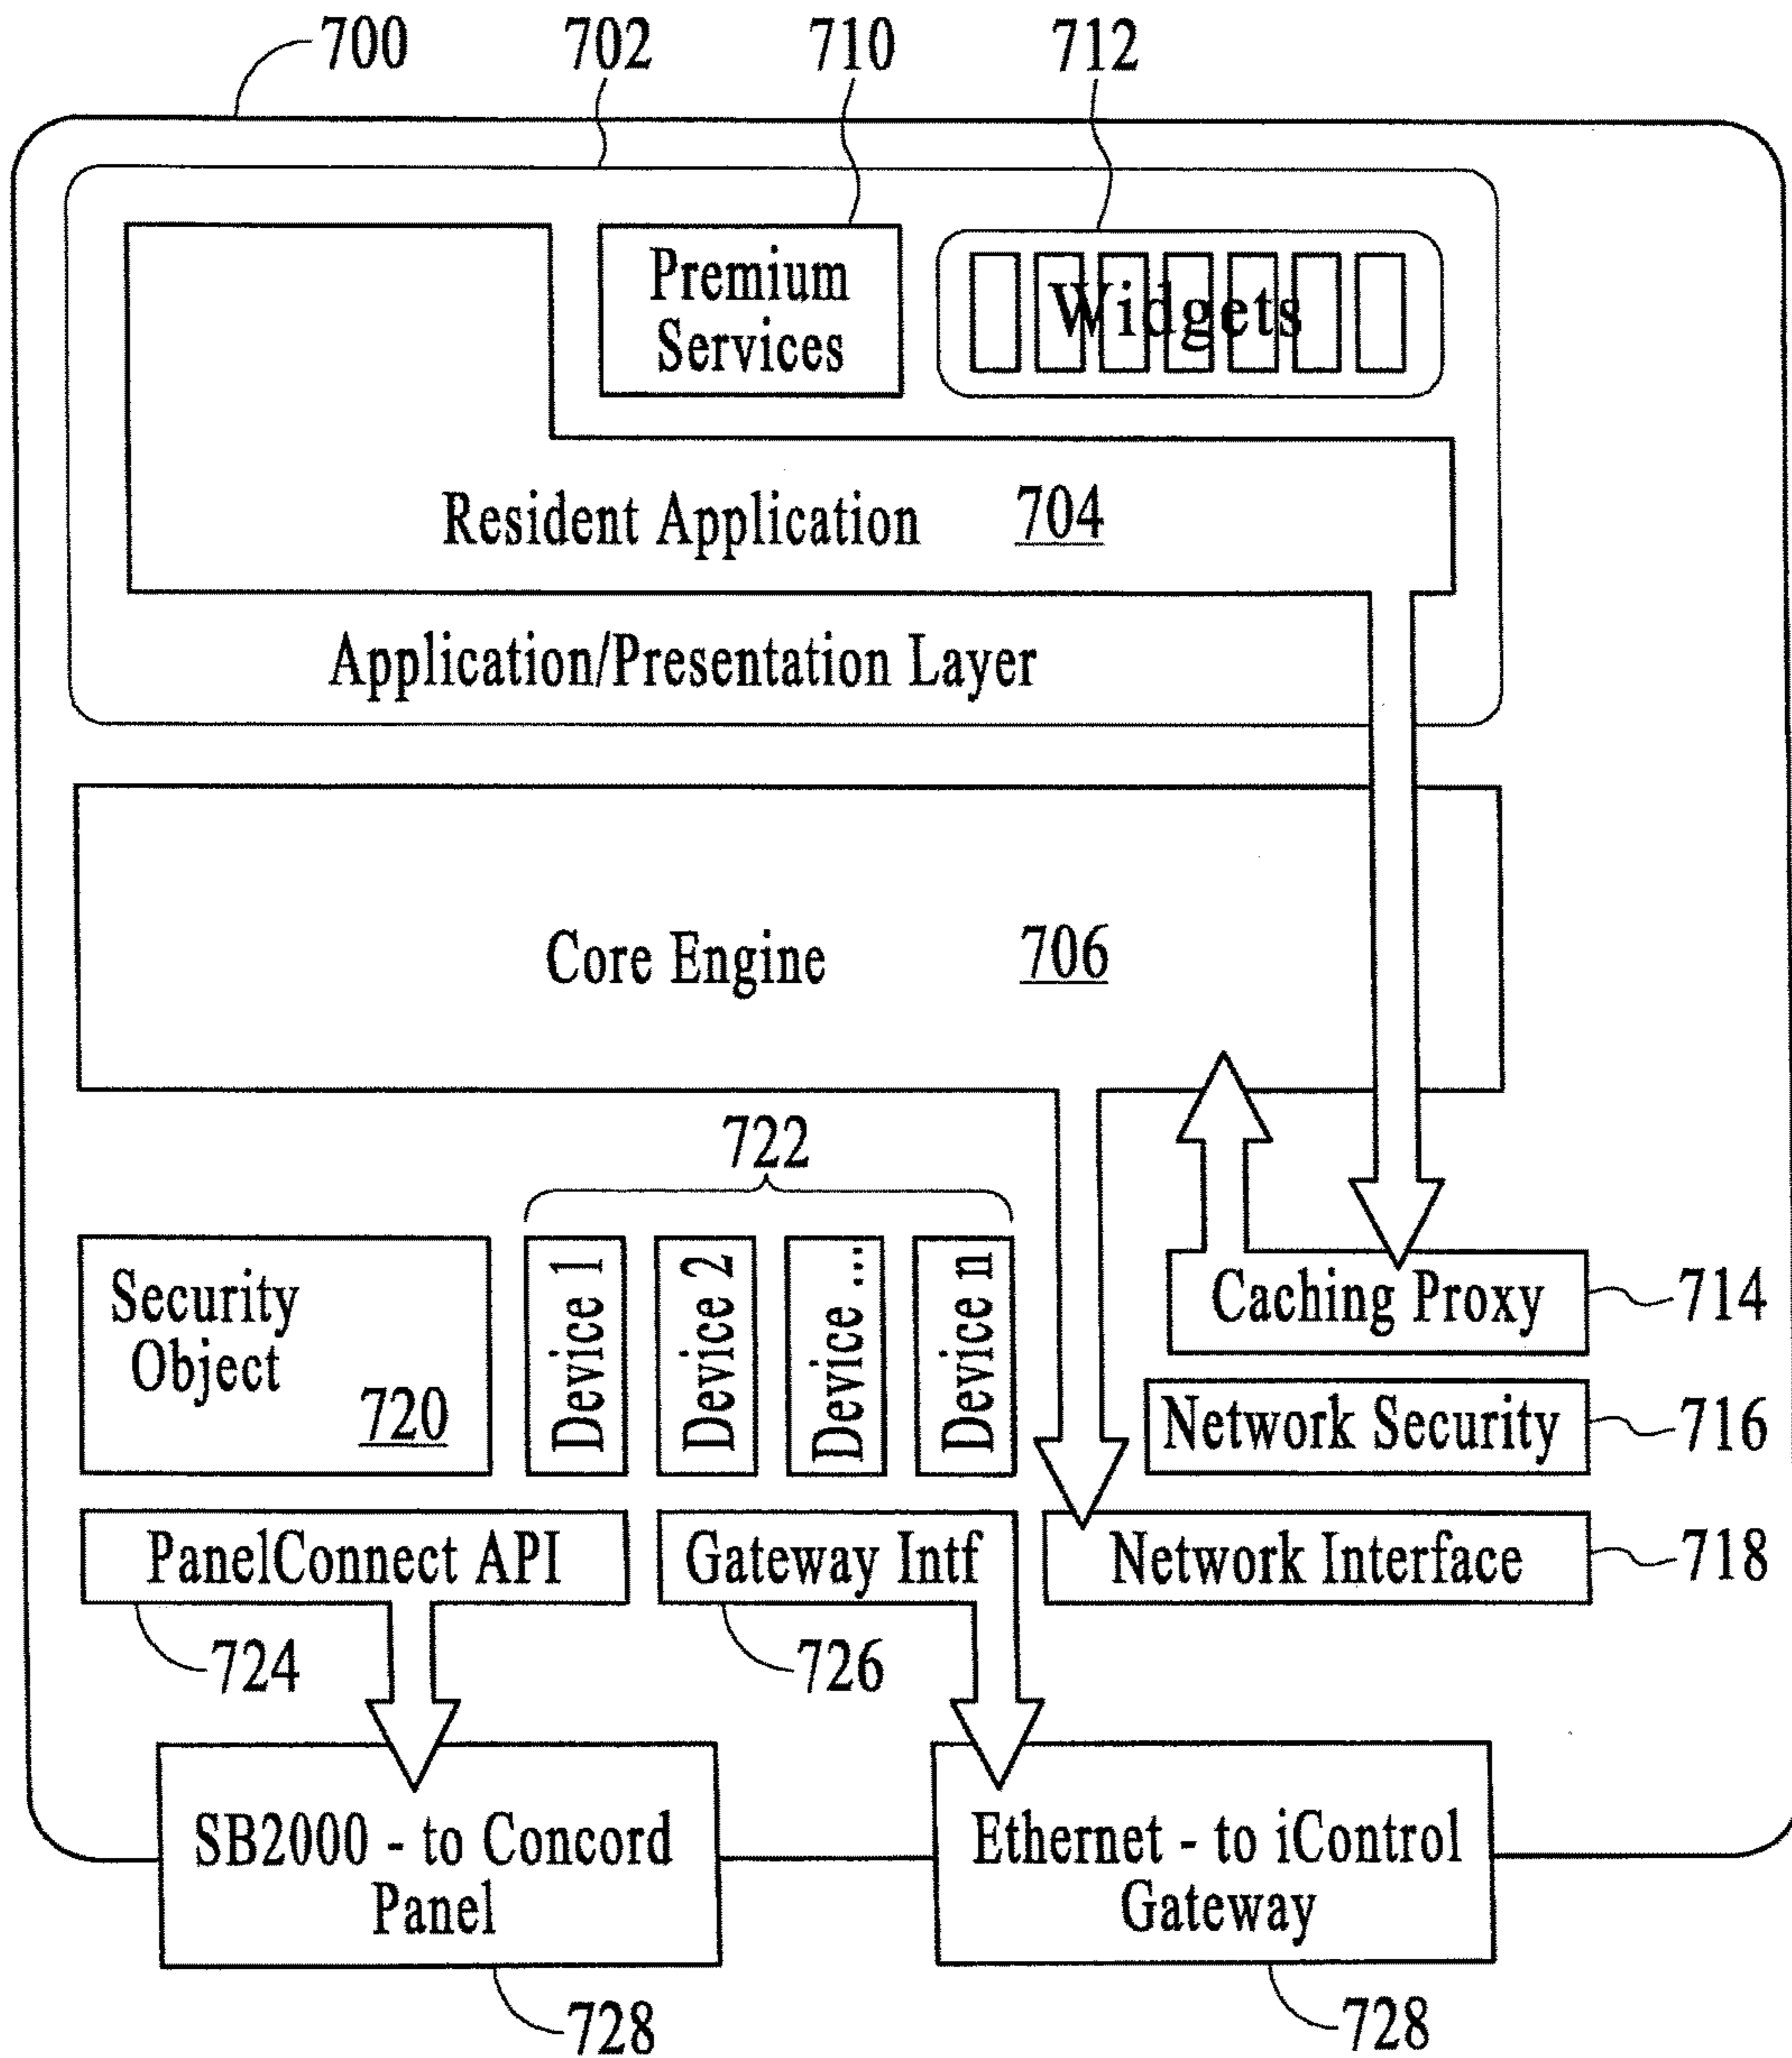 700
702
710
712
Premium
Services
Widgets
Resident Application 704
Application/Presentation Layer
Core Engine 706
722
Security
Object
720
Device 1
Device 2
Device ...
Device n
Caching Proxy
714
Network Security
716
PanelConnect API
Gateway Intf
Network Interface
718
724
726
SB2000 - to Concord
Panel
Ethernet - to iControl
Gateway
728
728